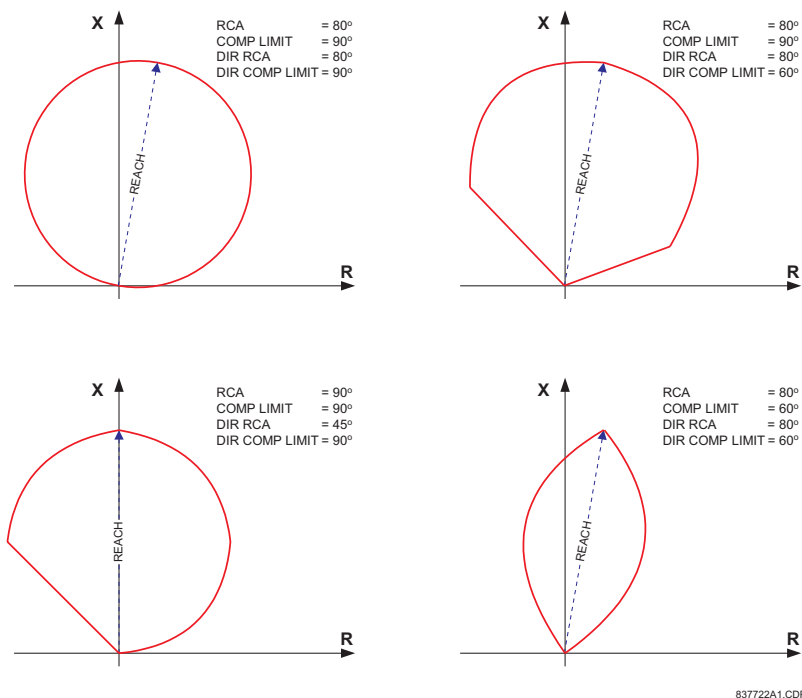 X
RCA = 80º
COMP LIMIT = 90º
DIR RCA = 80º
DIR COMP LIMIT = 90º
REACH
R
X
RCA = 80º
COMP LIMIT = 90º
DIR RCA = 80º
DIR COMP LIMIT = 60º
REACH
R
X
RCA = 90º
COMP LIMIT = 90º
DIR RCA = 45º
DIR COMP LIMIT = 90º
REACH
R
X
RCA = 80º
COMP LIMIT = 60º
DIR RCA = 80º
DIR COMP LIMIT = 60º
REACH
R
837722A1.CDR